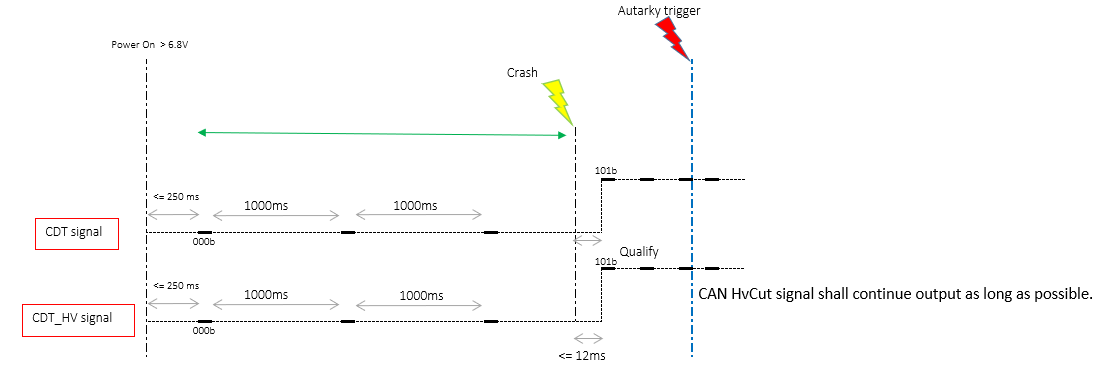 Autarky trigger
Power On > 6.8V
Crash
101b
<= 250 ms
1000ms
1000ms
CDT signal
000b
Qualify
101b
<= 250 ms
1000ms
1000ms
CAN HvCut signal shall continue output as long as possible.
CDT_HV signal
000b
<= 12ms